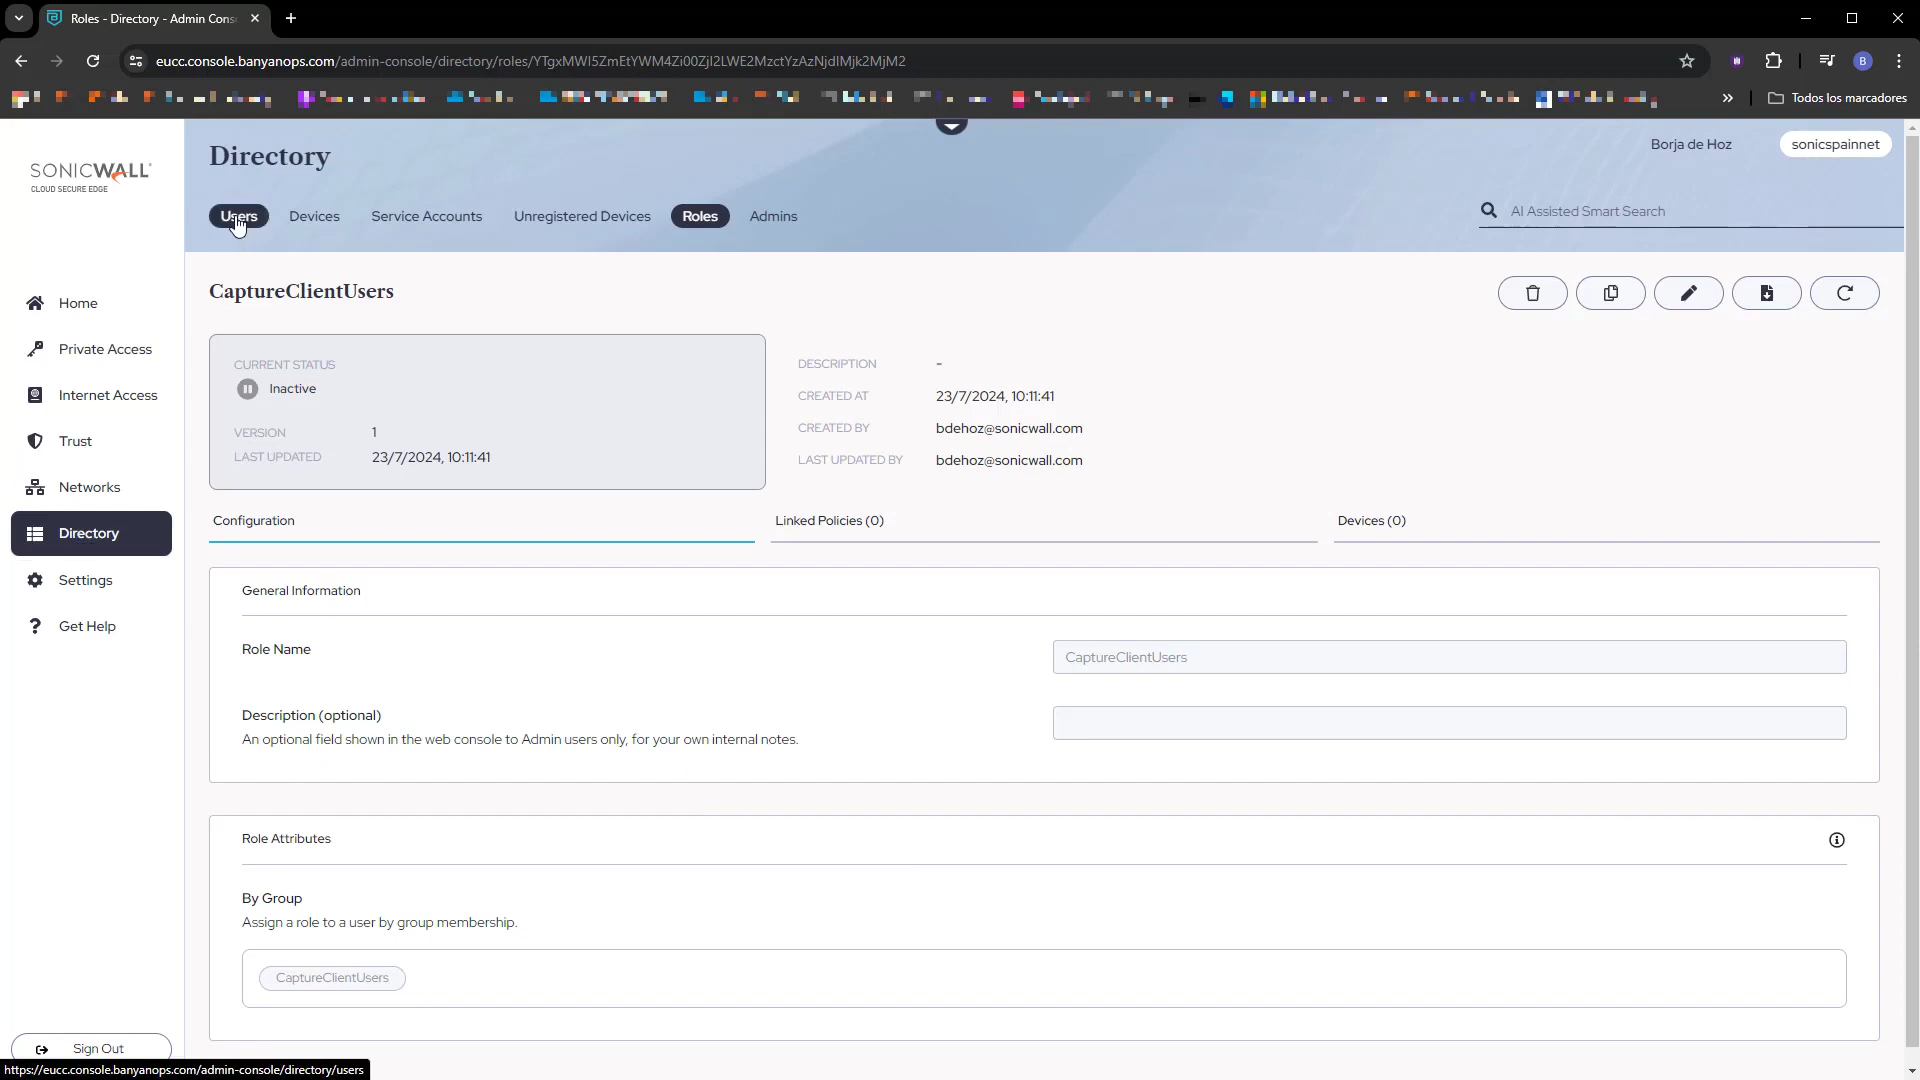 Roles - Directory - Admin Cons
eucc.console.banyanops.com/admin-console/directory/roles/YTgxMWI5ZmEtYWM4Zi00ZjI2LWE2MzctYzAzNjdlMjk2MjM2
B
Todos los marcadores
SONICWALL
CLOUD SECURE EDGE
Directory
Borja de Hoz
sonicspainnet
Users
Devices
Service Accounts
Unregistered Devices
Roles
Admins
AI Assisted Smart Search
Home
Private Access
Internet Access
Trust
Networks
Directory
Settings
Get Help
Sign Out
CaptureClientUsers
CURRENT STATUS
Inactive
VERSION 1
LAST UPDATED 23/7/2024, 10:11:41
DESCRIPTION -
CREATED AT 23/7/2024, 10:11:41
CREATED BY bdehoz@sonicwall.com
LAST UPDATED BY bdehoz@sonicwall.com
Configuration
Linked Policies (0)
Devices (0)
General Information
Role Name
CaptureClientUsers
Description (optional)
An optional field shown in the web console to Admin users only, for your own internal notes.
Role Attributes
By Group
Assign a role to a user by group membership.
CaptureClientUsers
https://eucc.console.banyanops.com/admin-console/directory/users